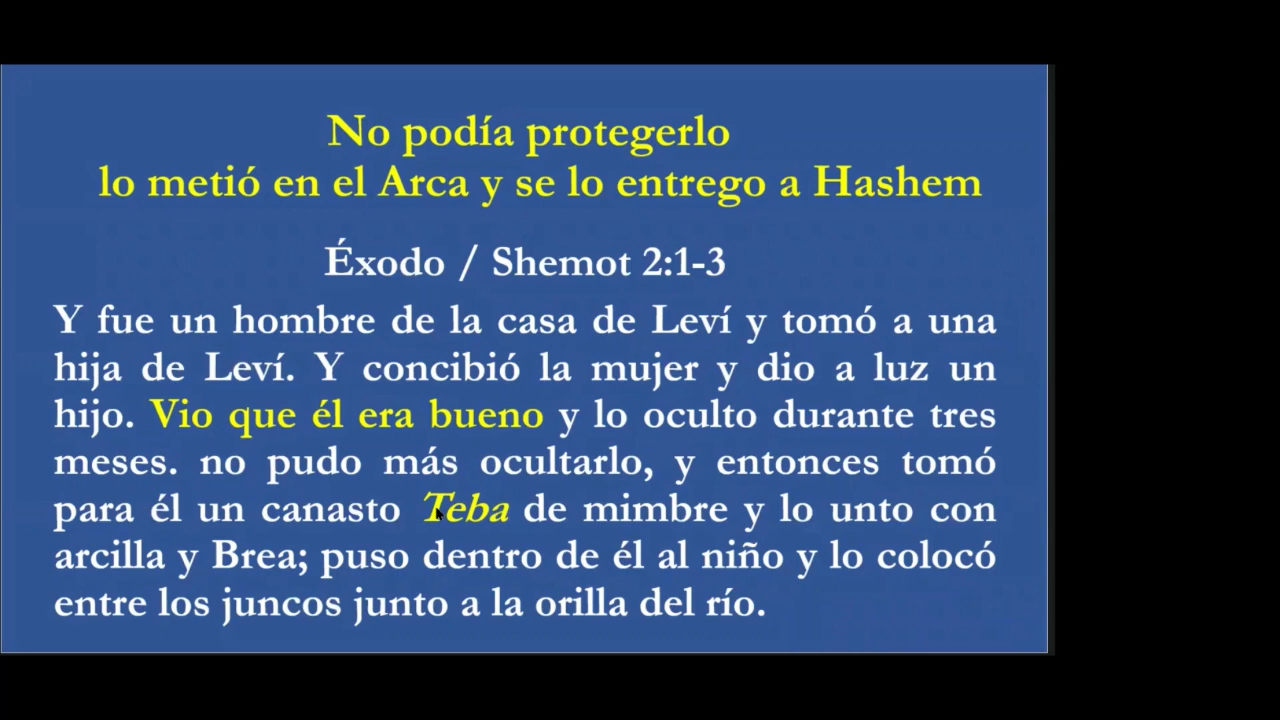 No podía protegerlo
lo metió en el Arca y se lo entrego a Hashem
Éxodo / Shemot 2:1-3
Y fue un hombre de la casa de Leví y tomó a una
hija de Leví. Y concibió la mujer y dio a luz un
hijo. Vio que él era bueno y lo oculto durante tres
meses. no pudo más ocultarlo, y entonces tomó
para él un canasto Teba de mimbre y lo unto con
arcilla y Brea; puso dentro de él al niño y lo colocó
entre los juncos junto a la orilla del río.